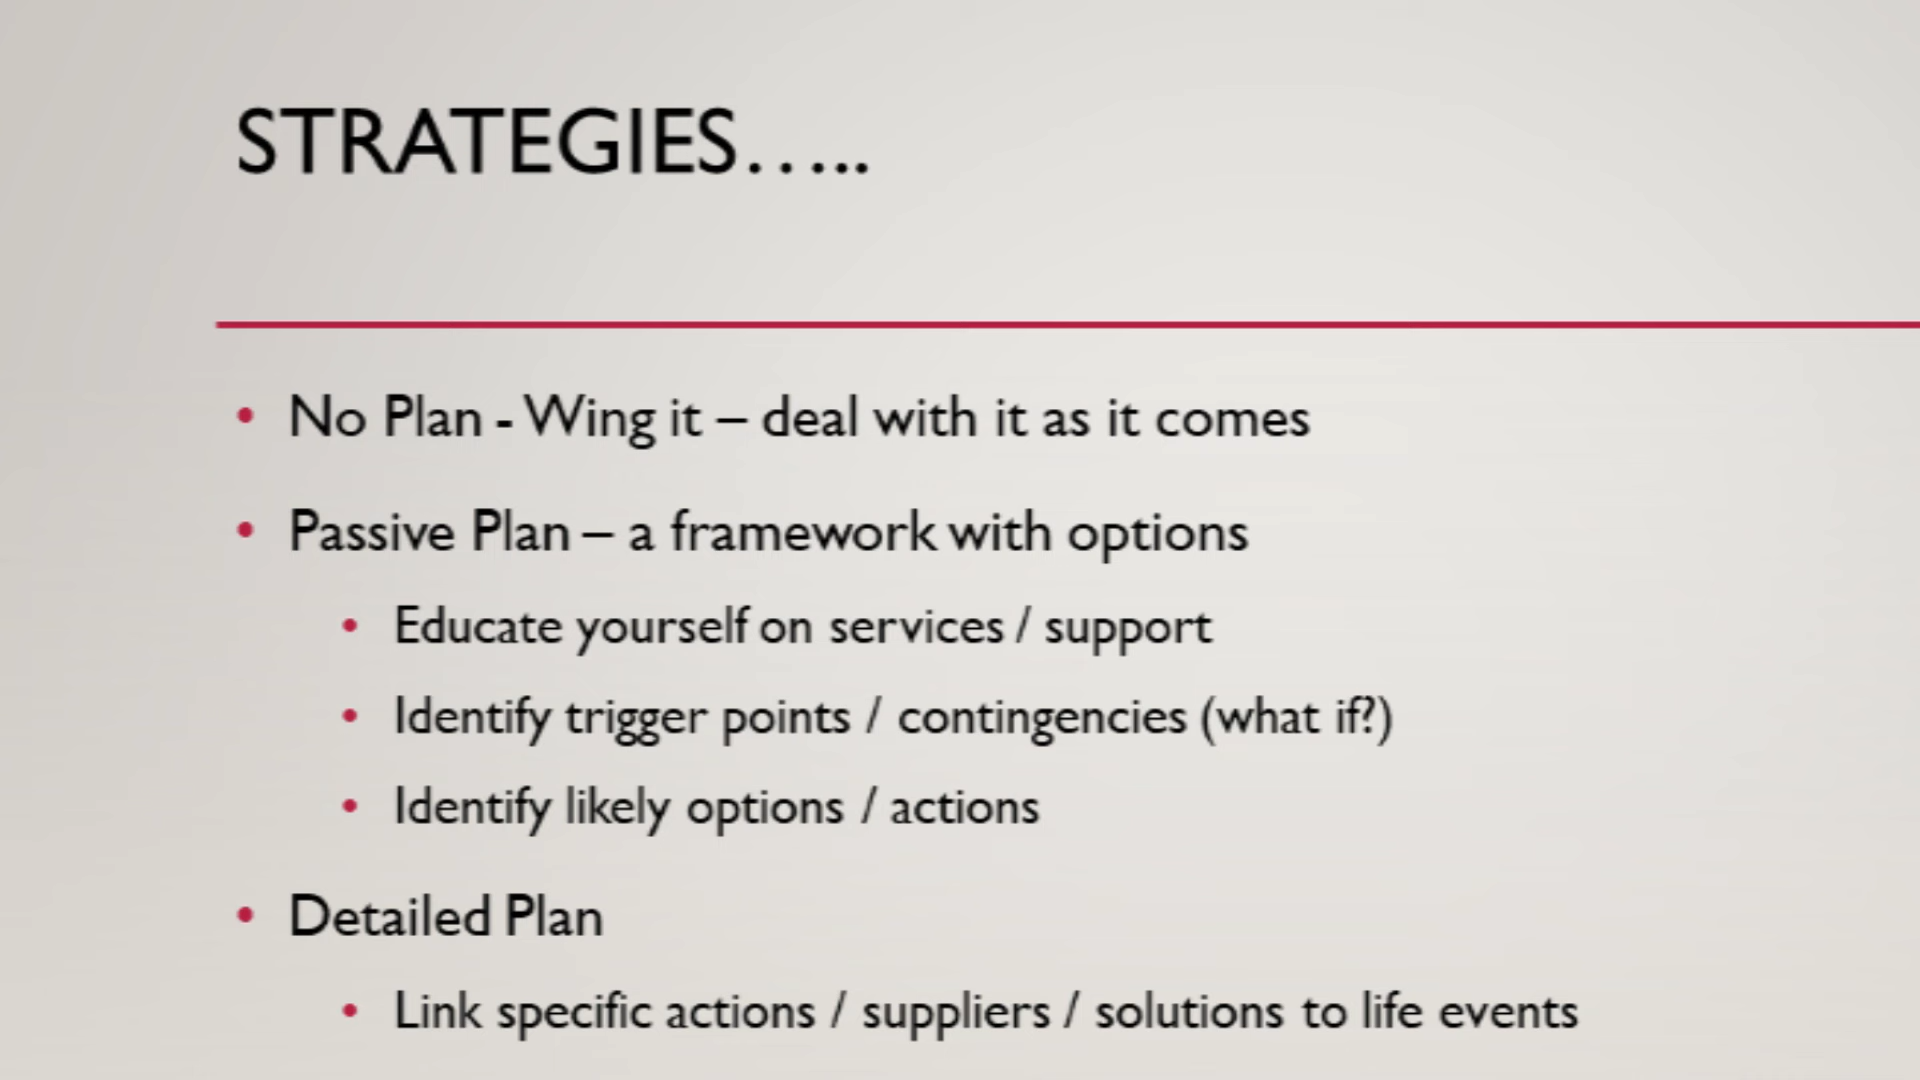 STRATEGIES.....
• No Plan - Wing it – deal with it as it comes
• Passive Plan – a framework with options
• Educate yourself on services / support
• Identify trigger points / contingencies (what if?)
• Identify likely options / actions
• Detailed Plan
• Link specific actions / suppliers / solutions to life events